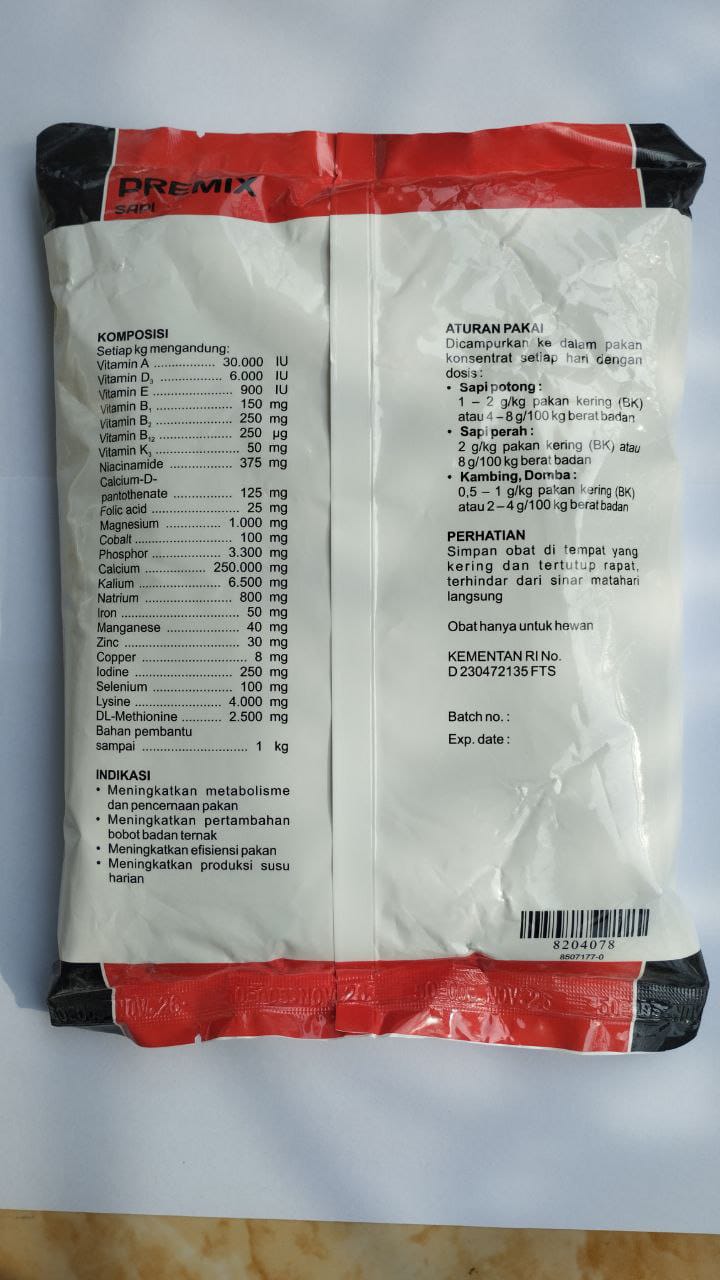 PREMIX
SAPI
KOMPOSISI
Setiap kg mengandung:
Vitamin A ................. 30.000 IU
Vitamin D3 ................. 6.000 IU
Vitamin E ...................... 900 IU
Vitamin B1 ..................... 150 mg
Vitamin B2 ..................... 250 mg
Vitamin B12 .................... 250 µg
Vitamin K3 ....................... 50 mg
Niacinamide ................. 375 mg
Calcium-D-
pantothenate ................ 125 mg
Folic acid ........................ 25 mg
Magnesium ............... 1.000 mg
Cobalt ........................... 100 mg
Phosphor .................... 3.300 mg
Calcium ................. 250.000 mg
Kalium ....................... 6.500 mg
Natrium ........................ 800 mg
Iron ................................. 50 mg
Manganese .................... 40 mg
Zinc ................................ 30 mg
Copper ............................. 8 mg
Iodine ........................... 250 mg
Selenium ...................... 100 mg
Lysine ....................... 4.000 mg
DL-Methionine ........... 2.500 mg
Bahan pembantu
sampai ............................. 1 kg
INDIKASI
• Meningkatkan metabolisme
dan pencernaan pakan
• Meningkatkan pertambahan
bobot badan ternak
• Meningkatkan efisiensi pakan
• Meningkatkan produksi susu
harian
ATURAN PAKAI
Dicampurkan ke dalam pakan
konsentrat setiap hari dengan
dosis :
• Sapi potong :
1 – 2 g/kg pakan kering (BK)
atau 4 – 8 g/100 kg berat badan
• Sapi perah :
2 g/kg pakan kering (BK) atau
8 g/100 kg berat badan
• Kambing, Domba :
0,5 – 1 g/kg pakan kering (BK)
atau 2 – 4 g/100 kg berat badan
PERHATIAN
Simpan obat di tempat yang
kering dan tertutup rapat,
terhindar dari sinar matahari
langsung
Obat hanya untuk hewan
KEMENTAN RI No.
D 230472135 FTS
Batch no. :
Exp. date :
8204078
8507177-0
NOV.26